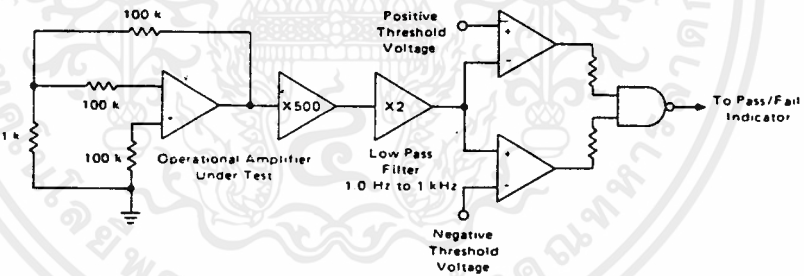 100 k
Positive
Threshold
Voltage
+
-
100 k
X500
X2
To Pass/Fail
Indicator
1 k
100 k
-
Operational Amplifier
Under Test
Low Pass
Filter
1.0 Hz to 1 kHz
+
-
Negative
Threshold
Voltage